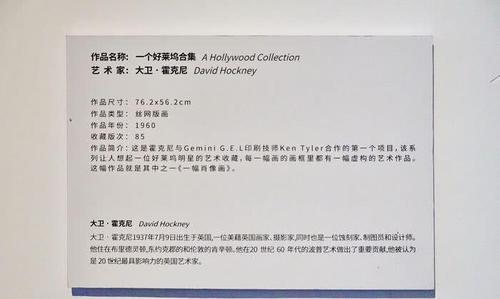 作品名称：一个好莱坞合集 A Hollywood Collection
艺 术 家：大卫·霍克尼 David Hockney
作品尺寸：76.2x56.2cm
作品类型：丝网版画
作品年份：1960
收藏版次：85
作品简介：这是霍克尼与Gemini G.E.L印刷技师Ken Tyler合作的第一个项目，该系
列让人想起一位好莱坞明星的艺术收藏，每一幅画的画框里都有一幅虚构的艺术作品。
这幅作品就是其中之一《一幅肖像画》。
大卫·霍克尼 David Hockney
大卫·霍克尼1937年7月9日出生于英国，一位美籍英国画家、摄影家，同时也是一位蚀刻家、制图员和设计师。
他住在布里德灵顿，东约克郡的和伦敦的肯辛顿。他在20 世纪 60 年代的波普艺术做出了重要贡献，他被认为
是 20 世纪最具影响力的英国艺术家。